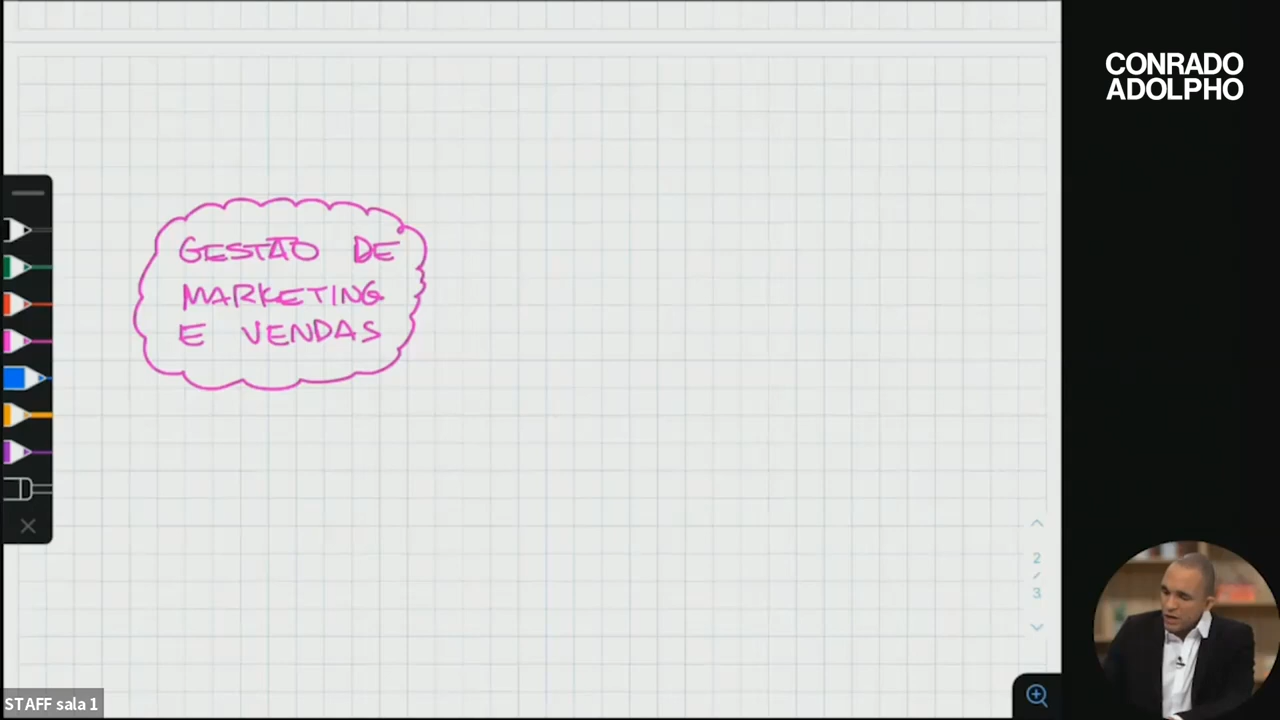 CONRADO
ADOLPHO
GESTÃO DE
MARKETING
E VENDAS
2
/
3
STAFF sala 1